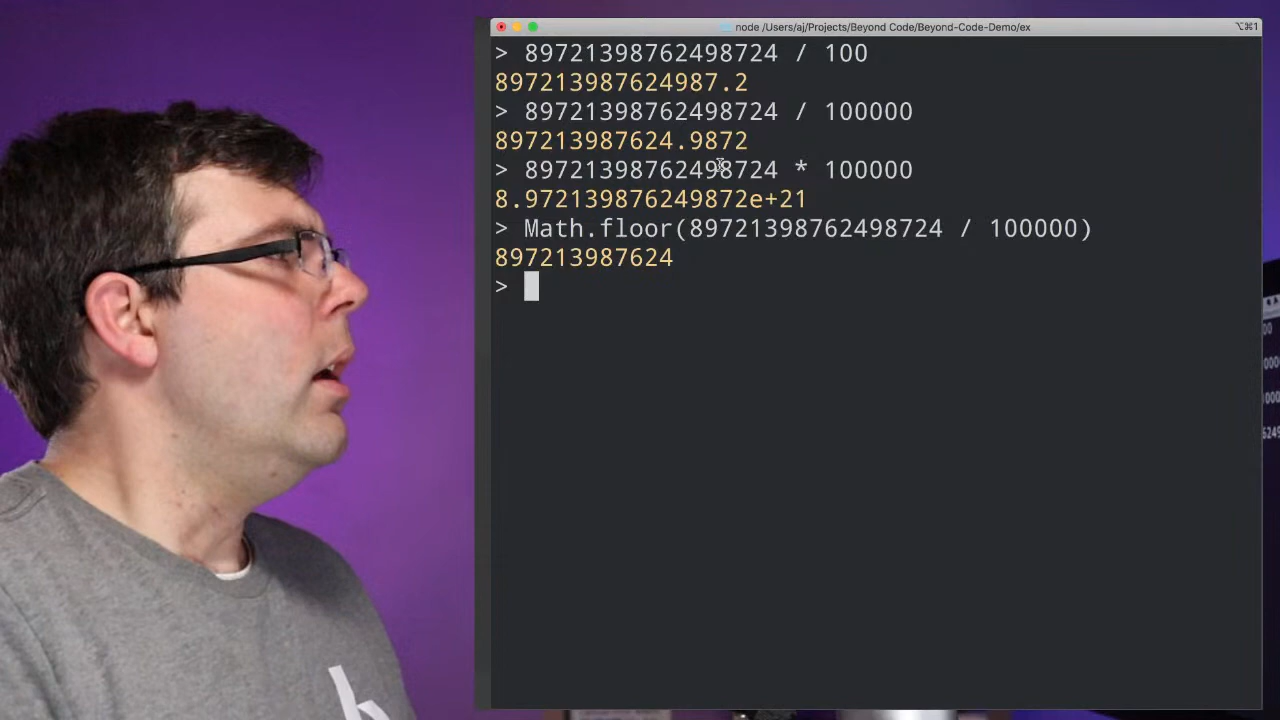 node /Users/aj/Projects/Beyond Code/Beyond-Code-Demo/ex
⌥⌘1
> 89721398762498724 / 100
897213987624987.2
> 89721398762498724 / 100000
897213987624.9872
> 89721398762498724 * 100000
8.972139876249872e+21
> Math.floor(89721398762498724 / 100000)
897213987624
>